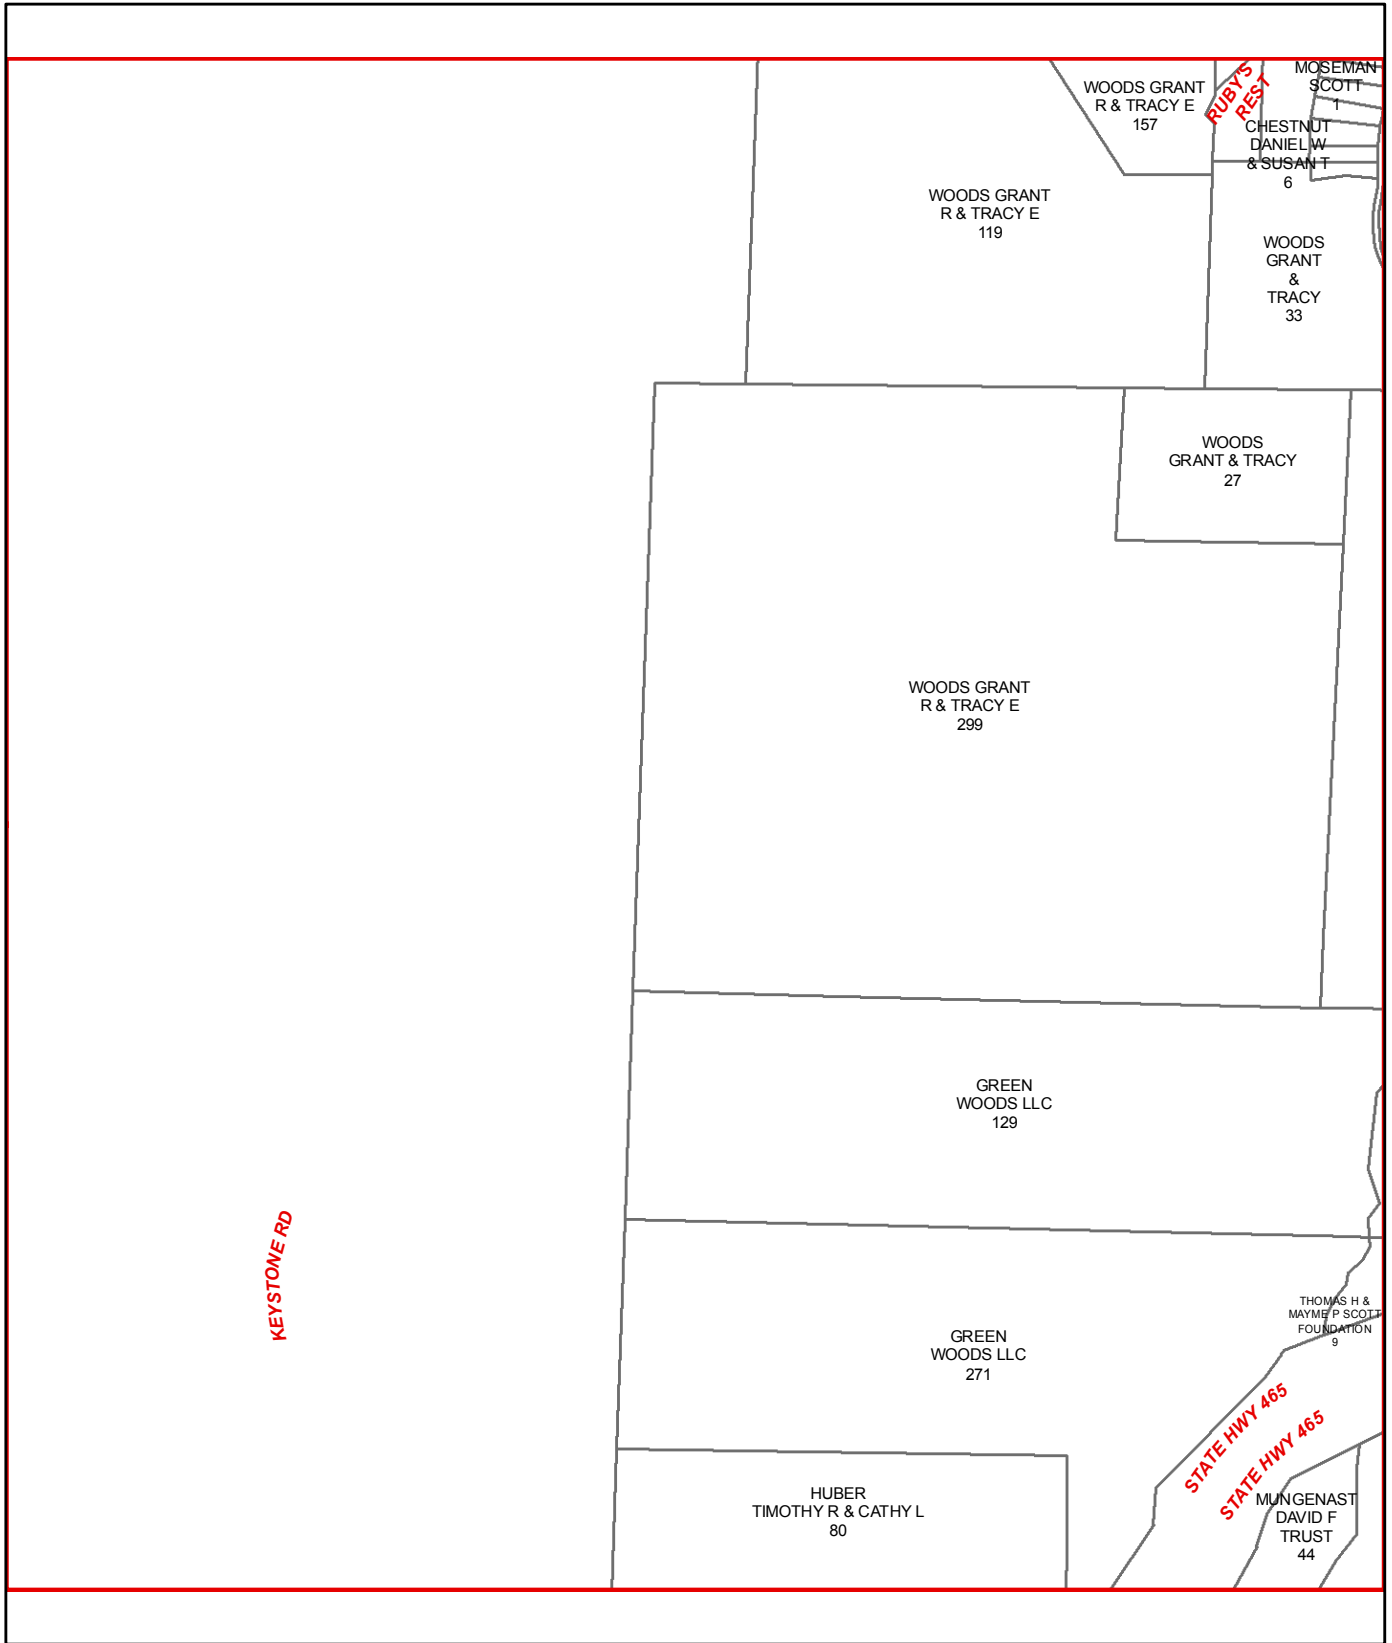 WOODS GRANT
R & TRACY E
157
RUBY'S
REST
MOSEMAN
SCOTT
1
CHESTNUT
DANIEL W
& SUSAN T
6
WOODS GRANT
R & TRACY E
119
WOODS
GRANT
&
TRACY
33
WOODS
GRANT & TRACY
27
WOODS GRANT
R & TRACY E
299
GREEN
WOODS LLC
129
KEYSTONE RD
THOMAS H &
MAYME P SCOTT
FOUNDATION
9
GREEN
WOODS LLC
271
STATE HWY 465
STATE HWY 465
HUBER
TIMOTHY R & CATHY L
80
MUNGENAST
DAVID F
TRUST
44